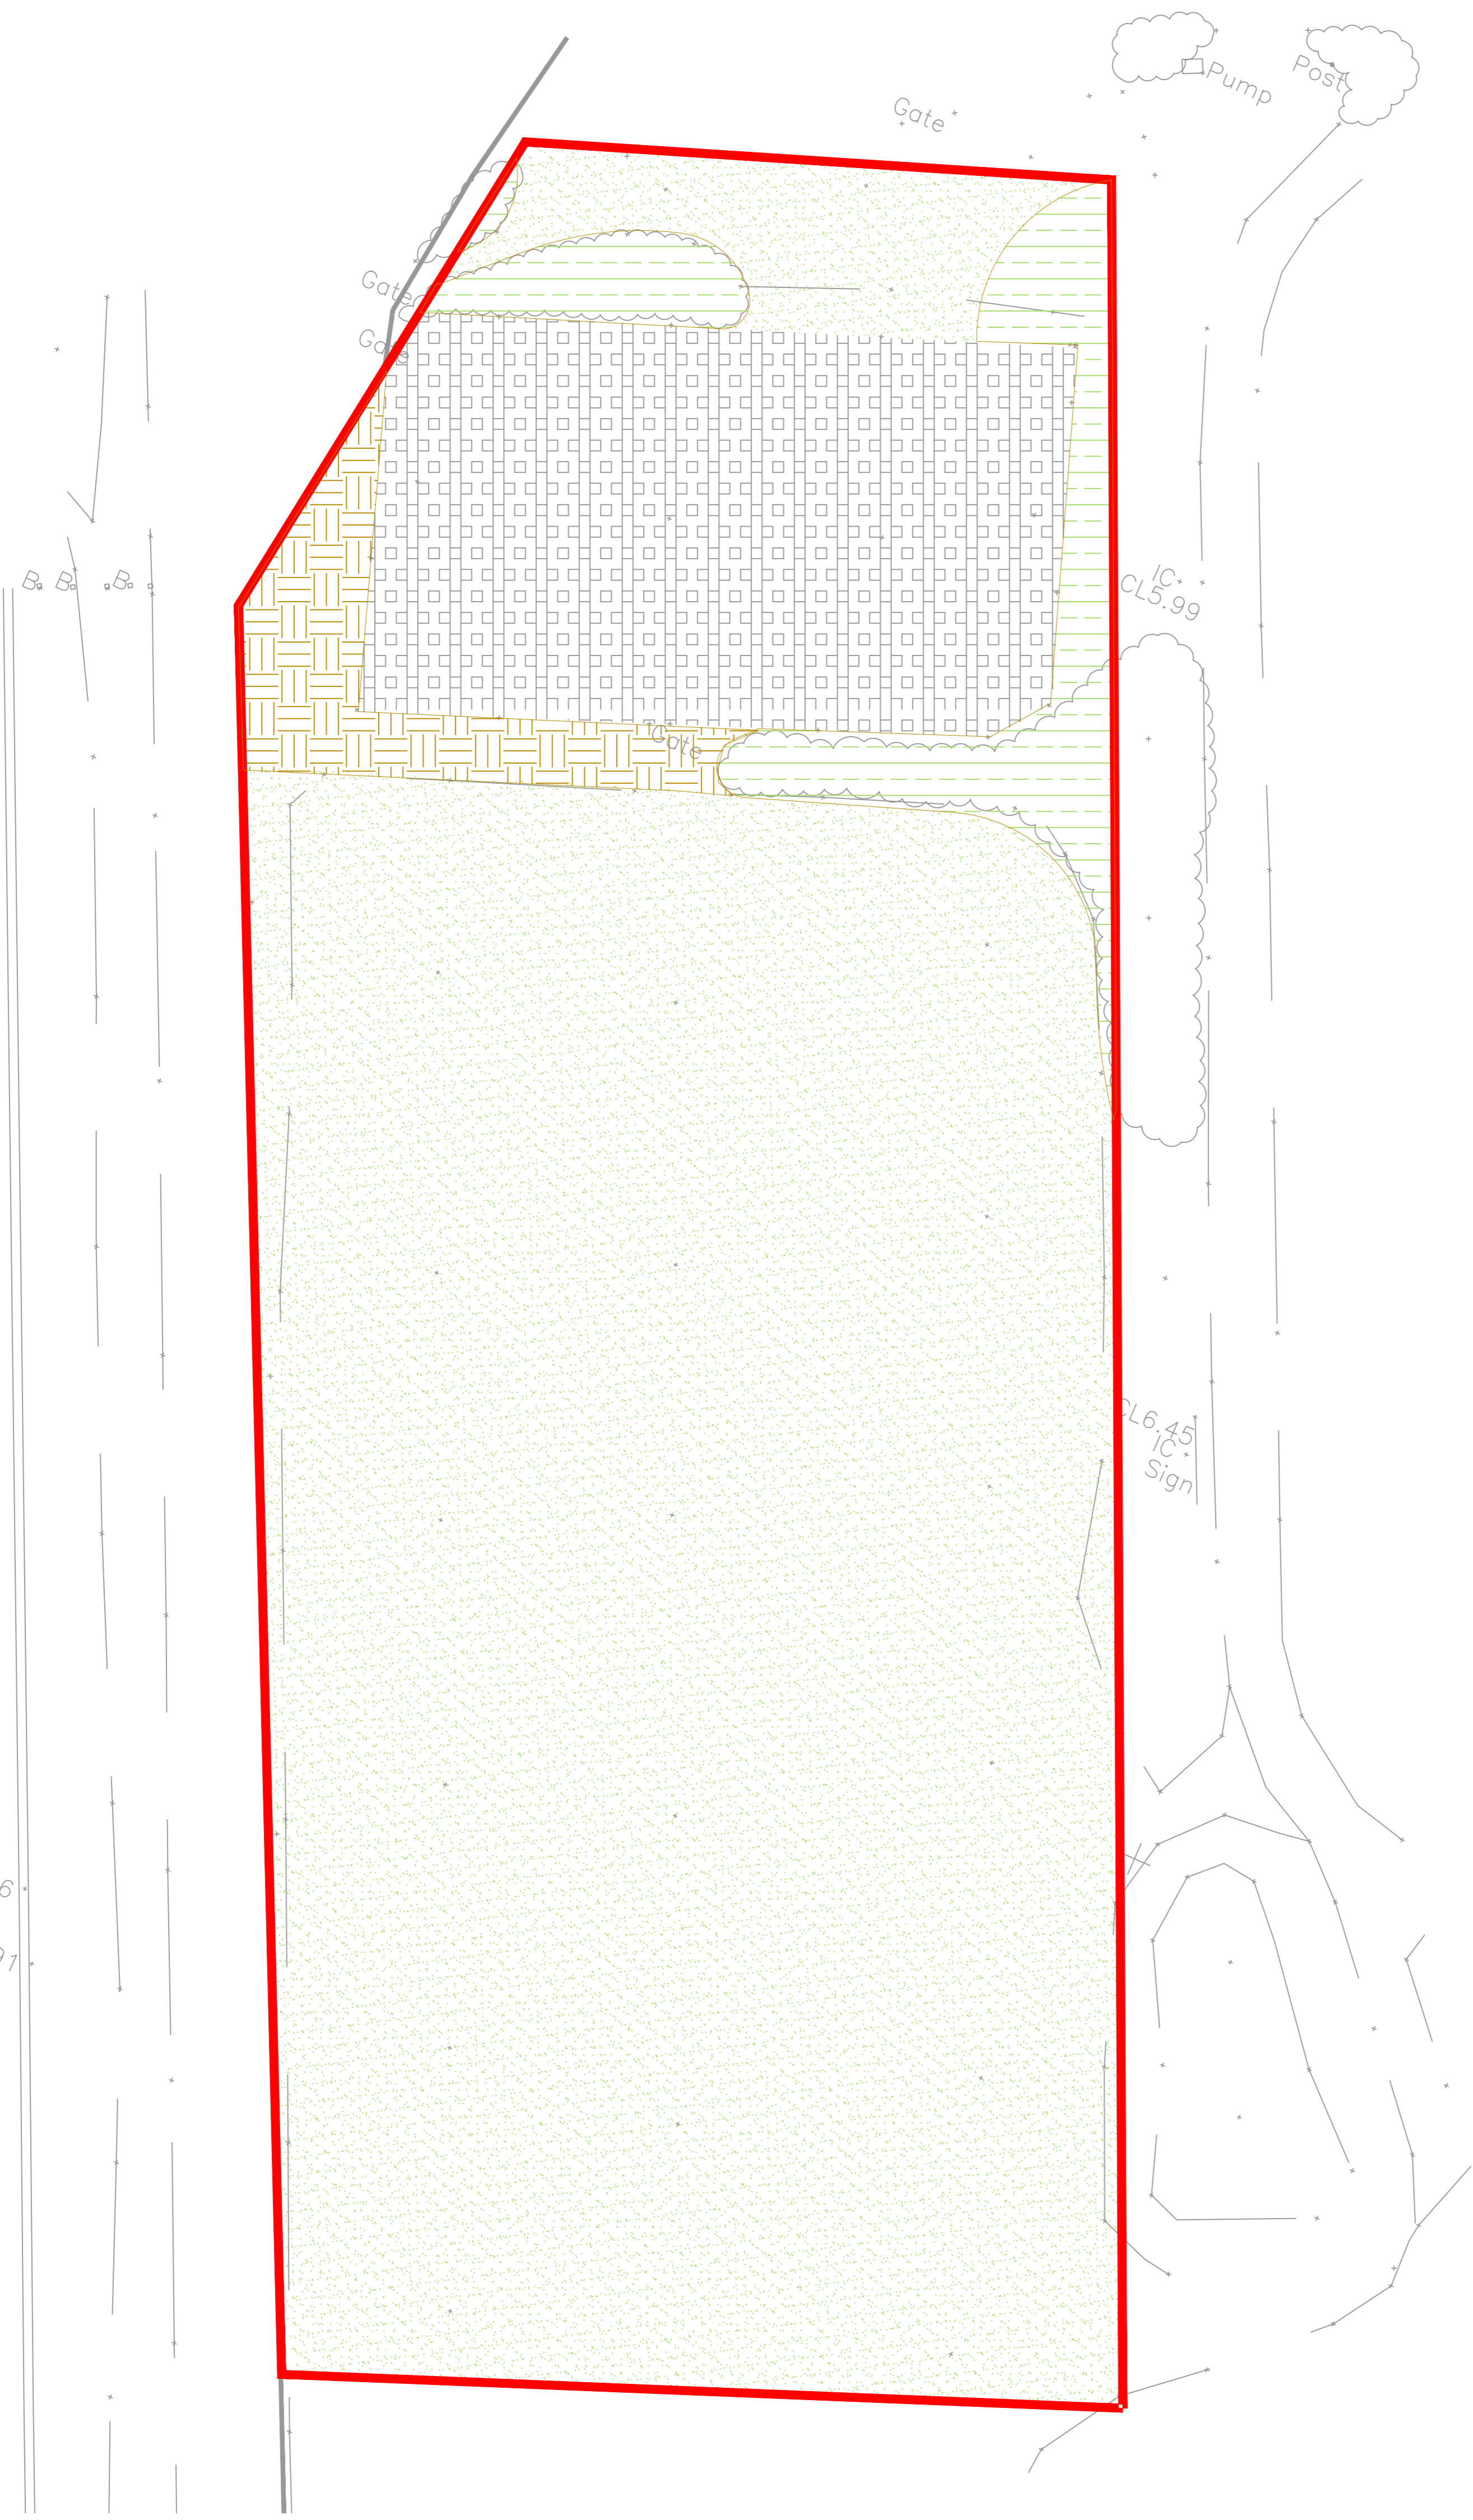 Pump
Post
Gate
Gate
Gate
B.
B.
B.
IC
CL5.99
Gate
CL6.45
IC
Sign